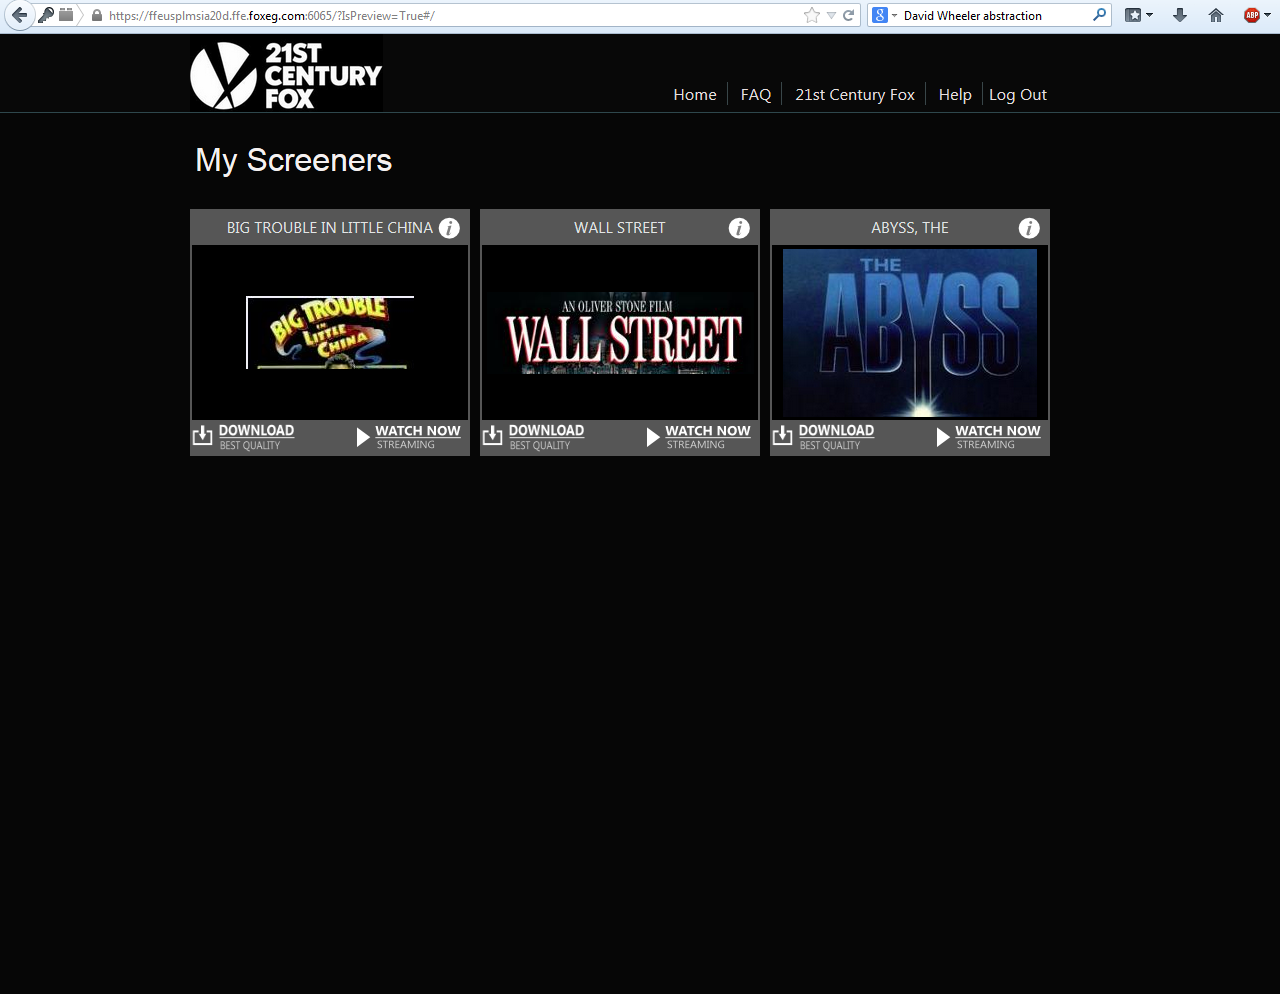 https://ffeusplmsia20d.ffe.foxeg.com:6065/?IsPreview=True#/
8
David Wheeler abstraction
ABP
21ST
CENTURY
FOX
Home
FAQ
21st Century Fox
Help
Log Out
My Screeners
BIG TROUBLE IN LITTLE CHINA
i
WALL STREET
i
ABYSS, THE
i
BIG TROUBLE
IN
LITTLE
CHINA
AN OLIVER STONE FILM
WALL STREET
THE
ABYSS
DOWNLOAD
BEST QUALITY
WATCH NOW
STREAMING
DOWNLOAD
BEST QUALITY
WATCH NOW
STREAMING
DOWNLOAD
BEST QUALITY
WATCH NOW
STREAMING